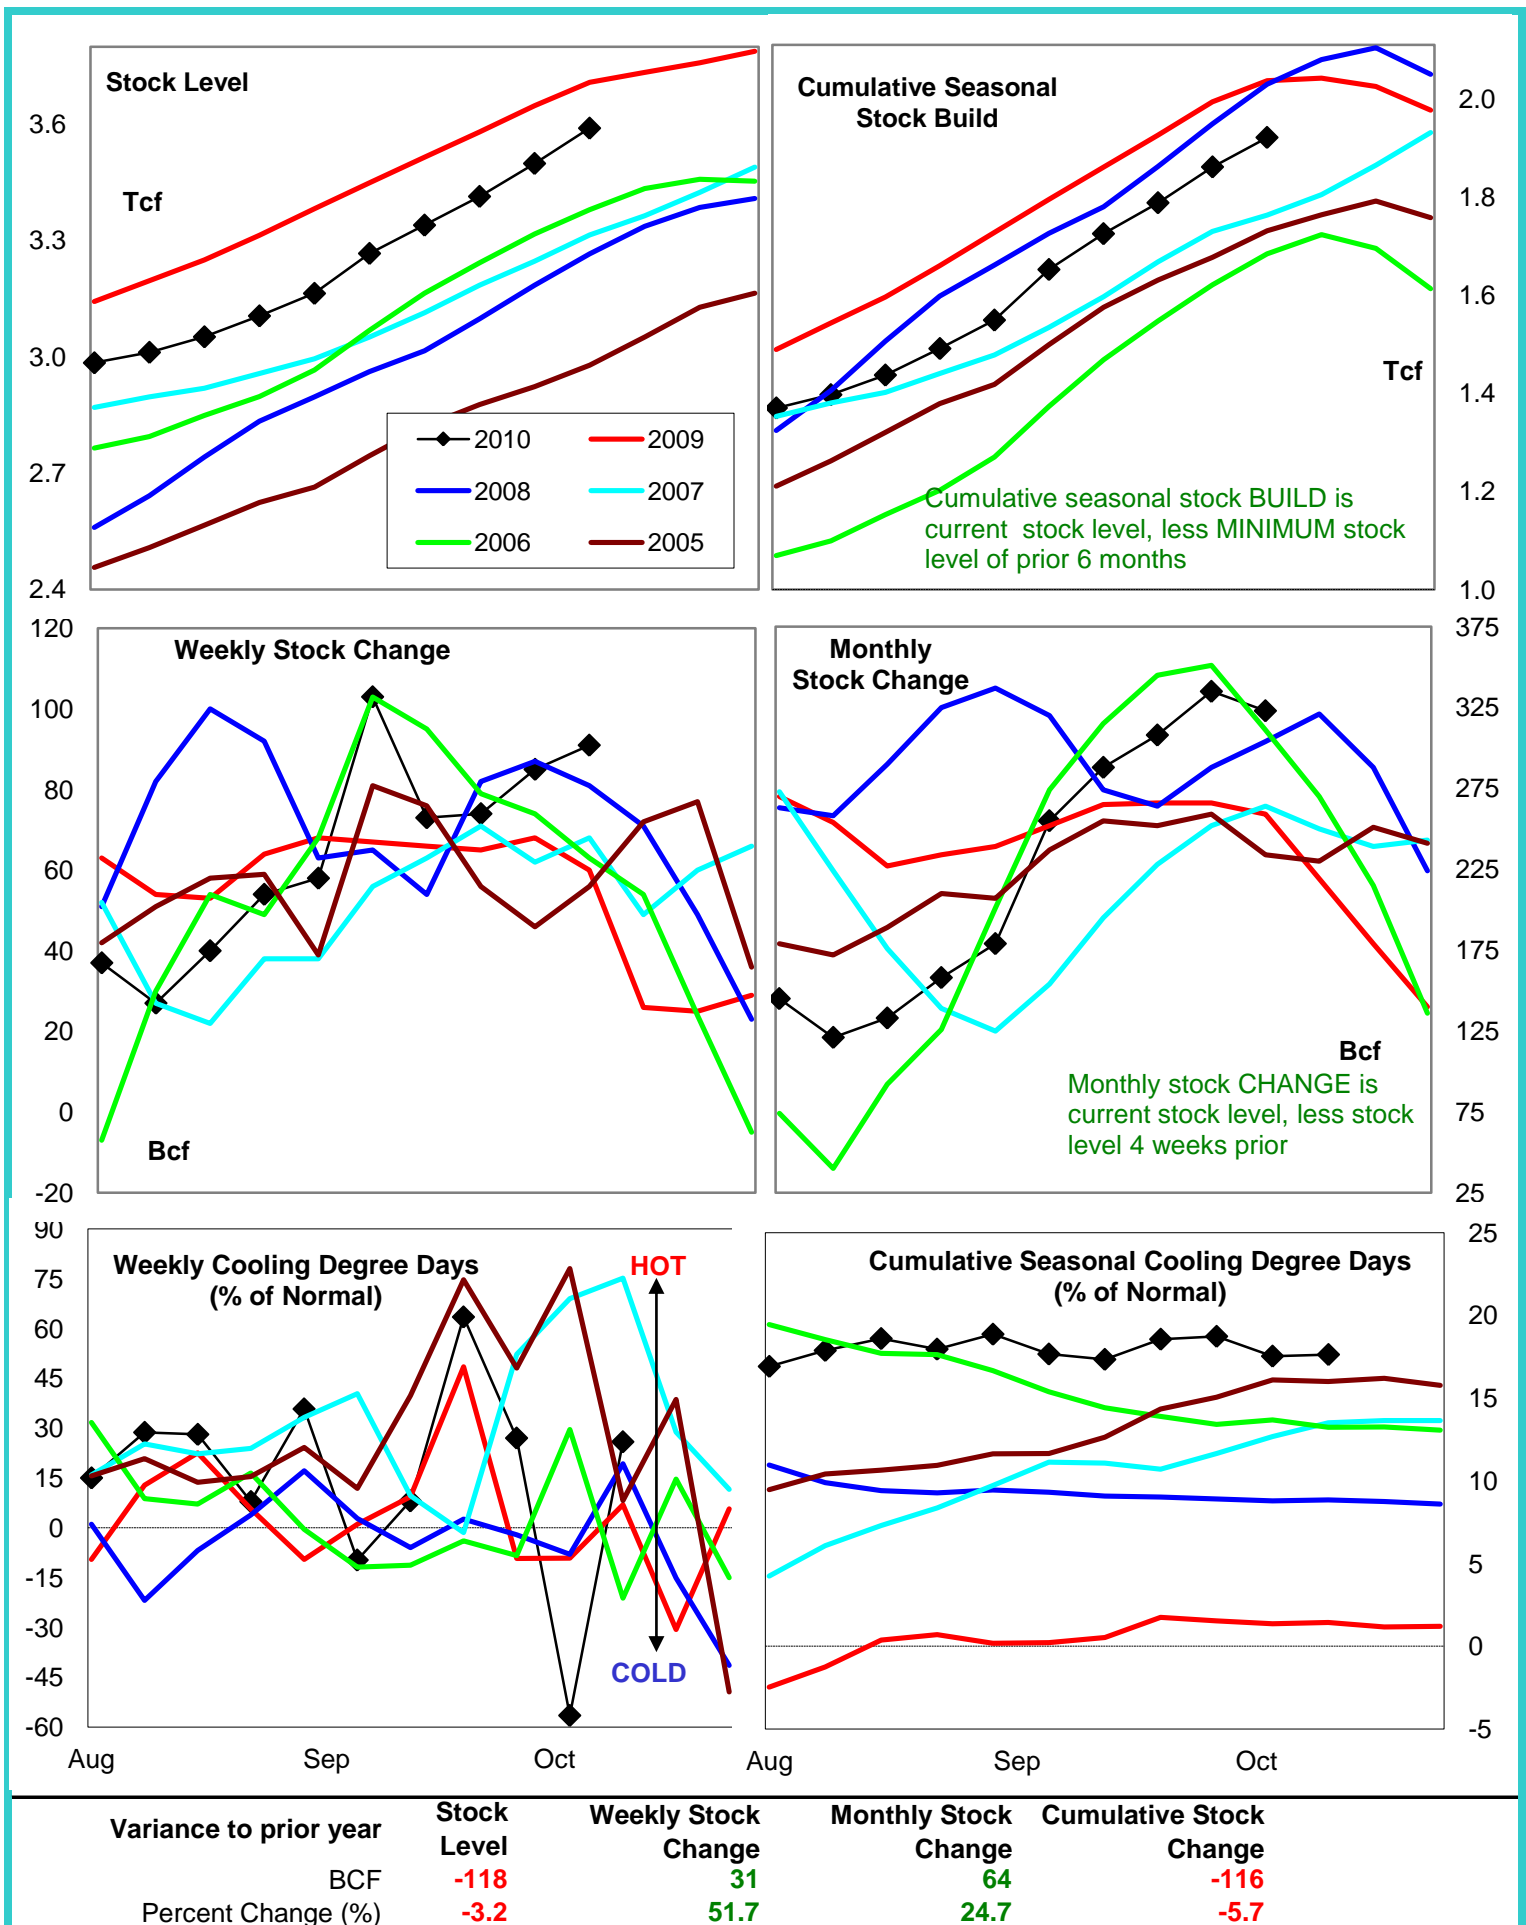 Stock Level
Tcf
3.6
3.3
3.0
2.7
2.4
2010
2009
2008
2007
2006
2005
Cumulative Seasonal
Stock Build
Tcf
Cumulative seasonal stock BUILD is
current stock level, less MINIMUM stock
level of prior 6 months
2.0
1.8
1.6
1.4
1.2
1.0
Weekly Stock Change
Bcf
120
100
80
60
40
20
0
-20
Monthly
Stock Change
Bcf
Monthly stock CHANGE is
current stock level, less stock
level 4 weeks prior
375
325
275
225
175
125
75
25
Weekly Cooling Degree Days
(% of Normal)
HOT
COLD
90
75
60
45
30
15
0
-15
-30
-45
-60
Aug
Sep
Oct
Cumulative Seasonal Cooling Degree Days
(% of Normal)
25
20
15
10
5
0
-5
Aug
Sep
Oct
Variance to prior year
Stock
Level
Weekly Stock
Change
Monthly Stock
Change
Cumulative Stock
Change
BCF -118 31 64 -116
Percent Change (%) -3.2 51.7 24.7 -5.7